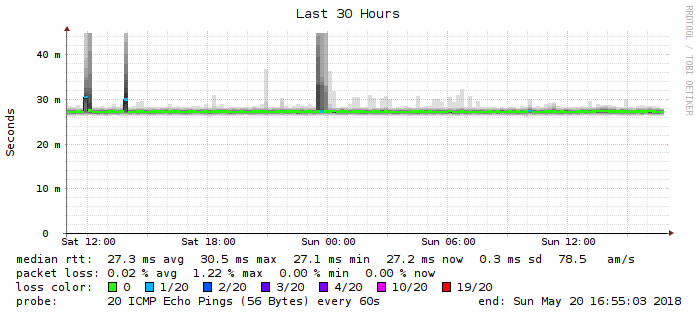 Last 30 Hours
RRDTOOL / TOBI OETIKER
Seconds
40 m
30 m
20 m
10 m
0
Sat 12:00 Sat 18:00 Sun 00:00 Sun 06:00 Sun 12:00
median rtt: 27.3 ms avg 30.5 ms max 27.1 ms min 27.2 ms now 0.3 ms sd 78.5 am/s
packet loss: 0.02 % avg 1.22 % max 0.00 % min 0.00 % now
loss color: 0 1/20 2/20 3/20 4/20 10/20 19/20
probe: 20 ICMP Echo Pings (56 Bytes) every 60s end: Sun May 20 16:55:03 2018